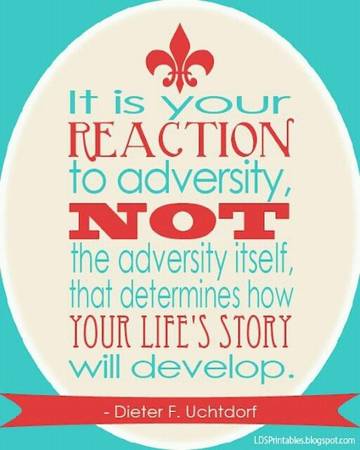 It is your
REACTION
to adversity,
NOT
the adversity itself,
that determines how
YOUR LIFE'S STORY
will develop.
- Dieter F. Uchtdorf
LDSPrintables.blogspot.com